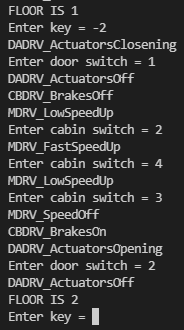 FLOOR IS 1
Enter key = -2
DADRV_ActuatorsClosening
Enter door switch = 1
DADRV_ActuatorsOff
CBDRV_BrakesOff
MDRV_LowSpeedUp
Enter cabin switch = 2
MDRV_FastSpeedUp
Enter cabin switch = 4
MDRV_LowSpeedUp
Enter cabin switch = 3
MDRV_SpeedOff
CBDRV_BrakesOn
DADRV_ActuatorsOpening
Enter door switch = 2
DADRV_ActuatorsOff
FLOOR IS 2
Enter key =